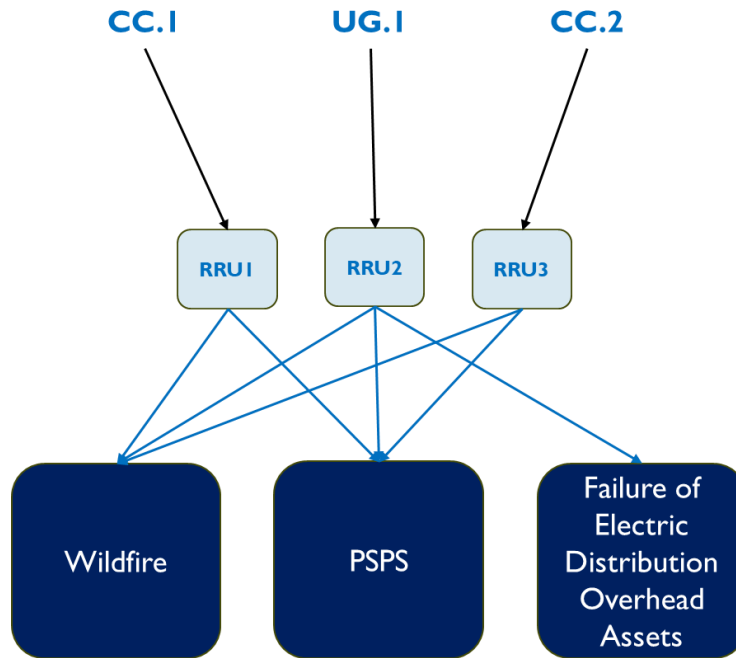 CC.1
UG.1
CC.2
RRU1
RRU2
RRU3
Wildfire
PSPS
Failure of
Electric
Distribution
Overhead
Assets